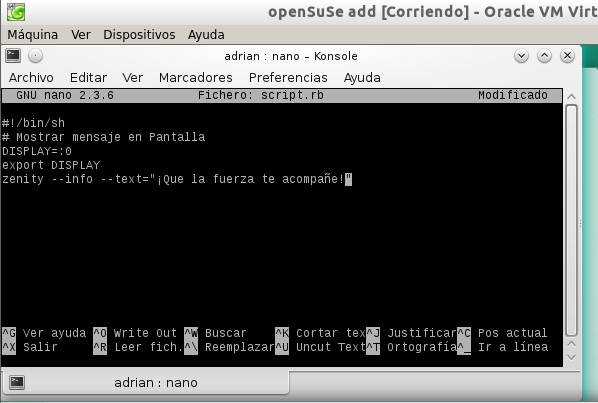 openSuSe add [Corriendo] - Oracle VM Virt
Máquina Ver Dispositivos Ayuda
adrian : nano – Konsole
Archivo Editar Ver Marcadores Preferencias Ayuda
GNU nano 2.3.6 Fichero: script.rb Modificado
#!/bin/sh
# Mostrar mensaje en Pantalla
DISPLAY=:0
export DISPLAY
zenity --info --text="¡Que la fuerza te acompañe!"
^G Ver ayuda ^O Write Out ^W Buscar ^K Cortar tex^J Justificar^C Pos actual
^X Salir ^R Leer fich.^\ Reemplazar^U Uncut Text^T Ortografía^_ Ir a línea
adrian : nano